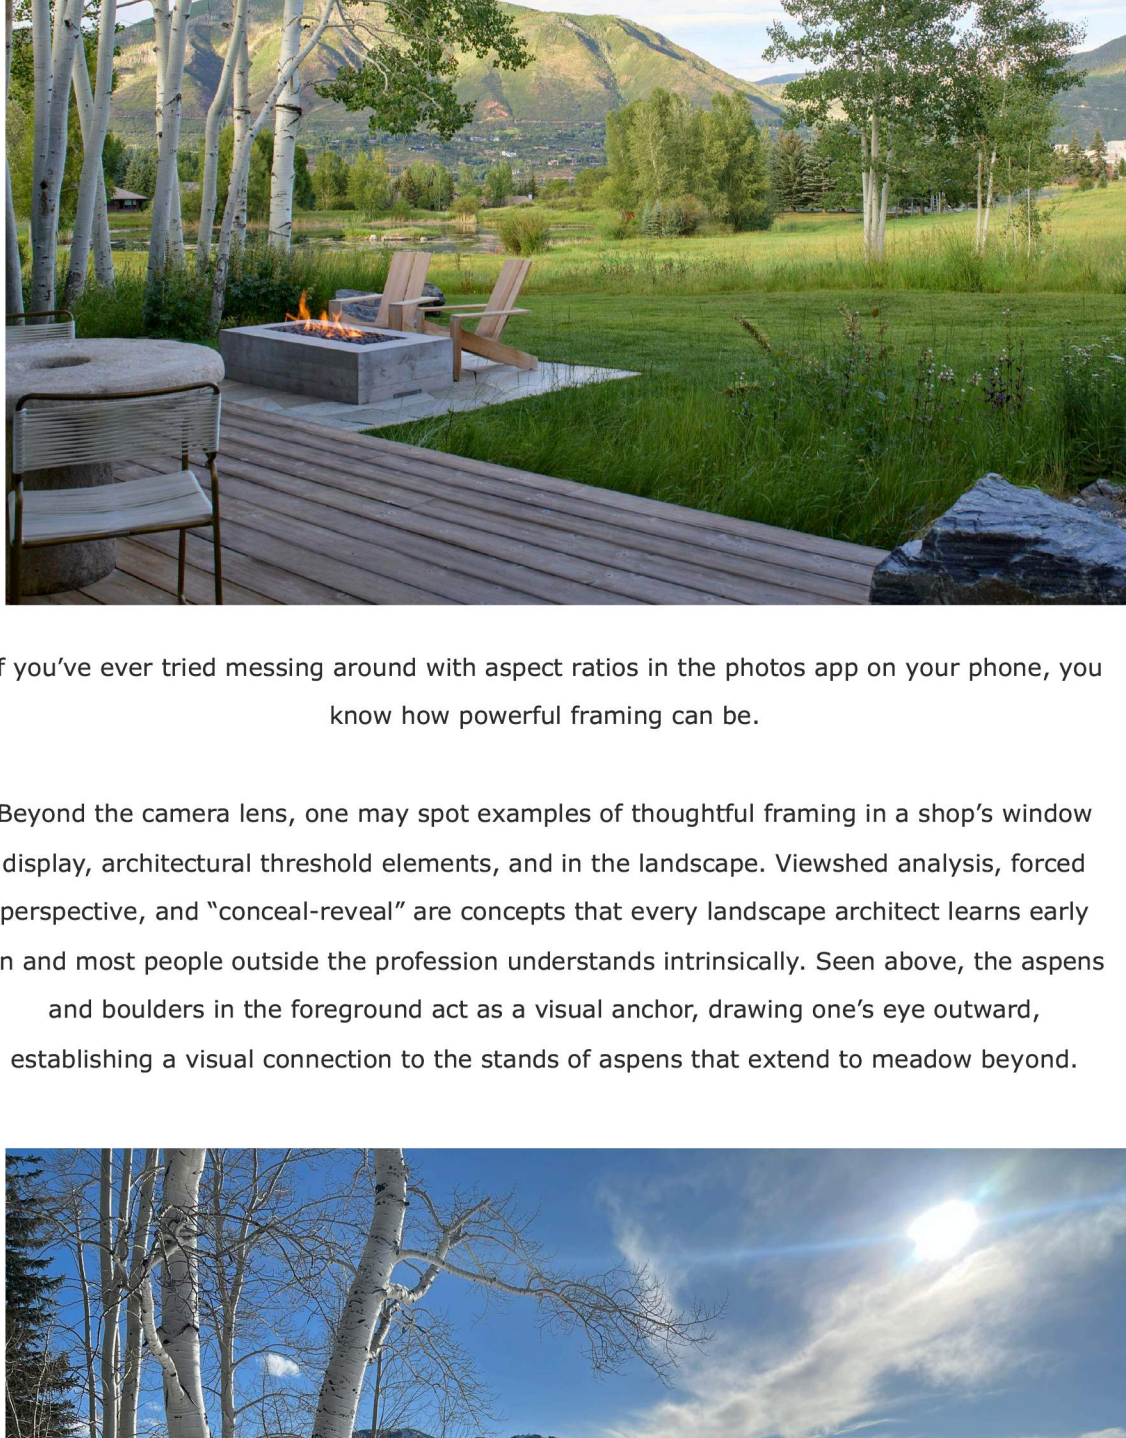 f you’ve ever tried messing around with aspect ratios in the photos app on your phone, you
know how powerful framing can be.
Beyond the camera lens, one may spot examples of thoughtful framing in a shop’s window
display, architectural threshold elements, and in the landscape. Viewshed analysis, forced
perspective, and “conceal-reveal” are concepts that every landscape architect learns early
n and most people outside the profession understands intrinsically. Seen above, the aspens
and boulders in the foreground act as a visual anchor, drawing one’s eye outward,
establishing a visual connection to the stands of aspens that extend to meadow beyond.